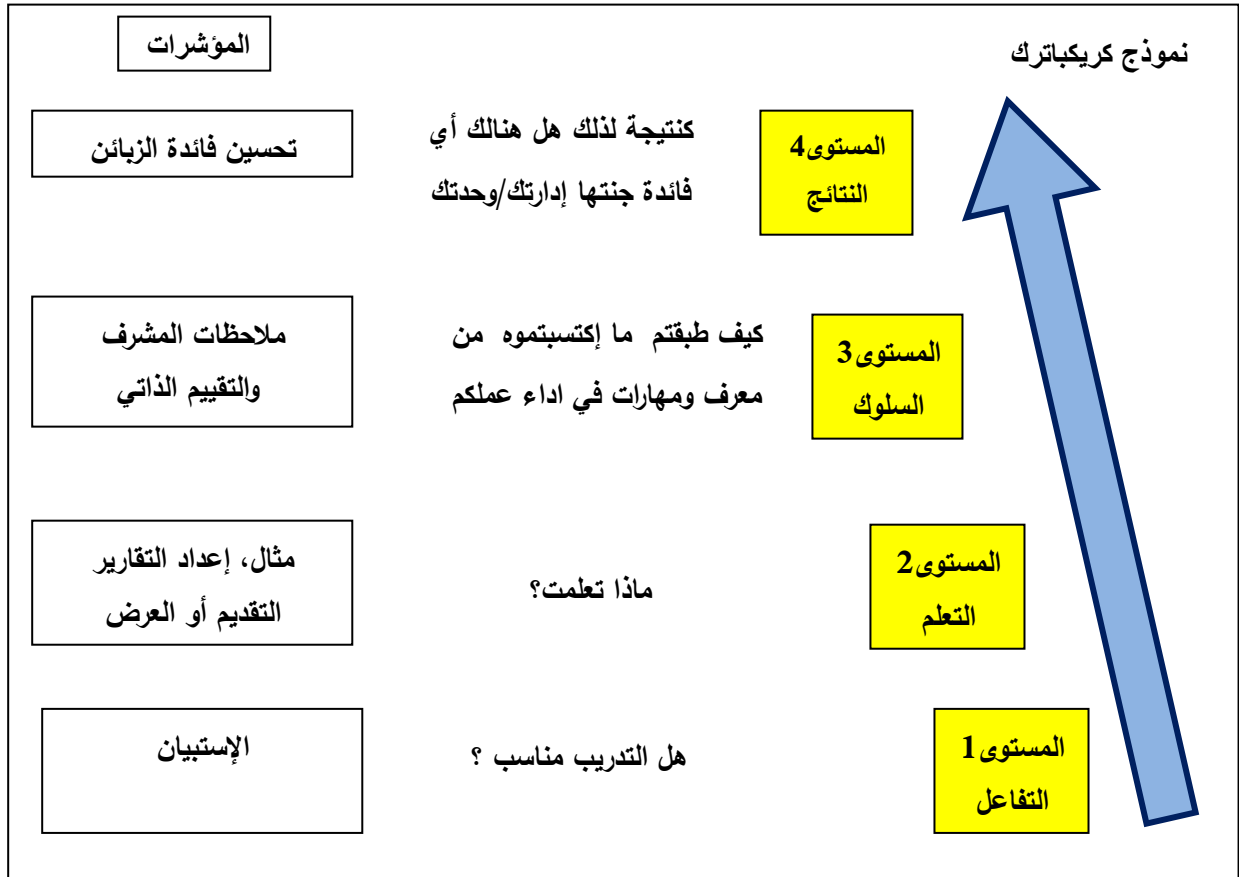 نموذج كريكباترك
المؤشرات
المستوى4
النتائج
كنتيجة لذلك هل هنالك أي
فائدة جنتها إدارتك/وحدتك
تحسين فائدة الزبائن
المستوى3
السلوك
كيف طبقتم ما إكتسبتموه من
معرف ومهارات في اداء عملكم
ملاحظات المشرف
والتقييم الذاتي
المستوى2
التعلم
ماذا تعلمت؟
مثال، إعداد التقارير
التقديم أو العرض
المستوى1
التفاعل
هل التدريب مناسب ؟
الإستبيان